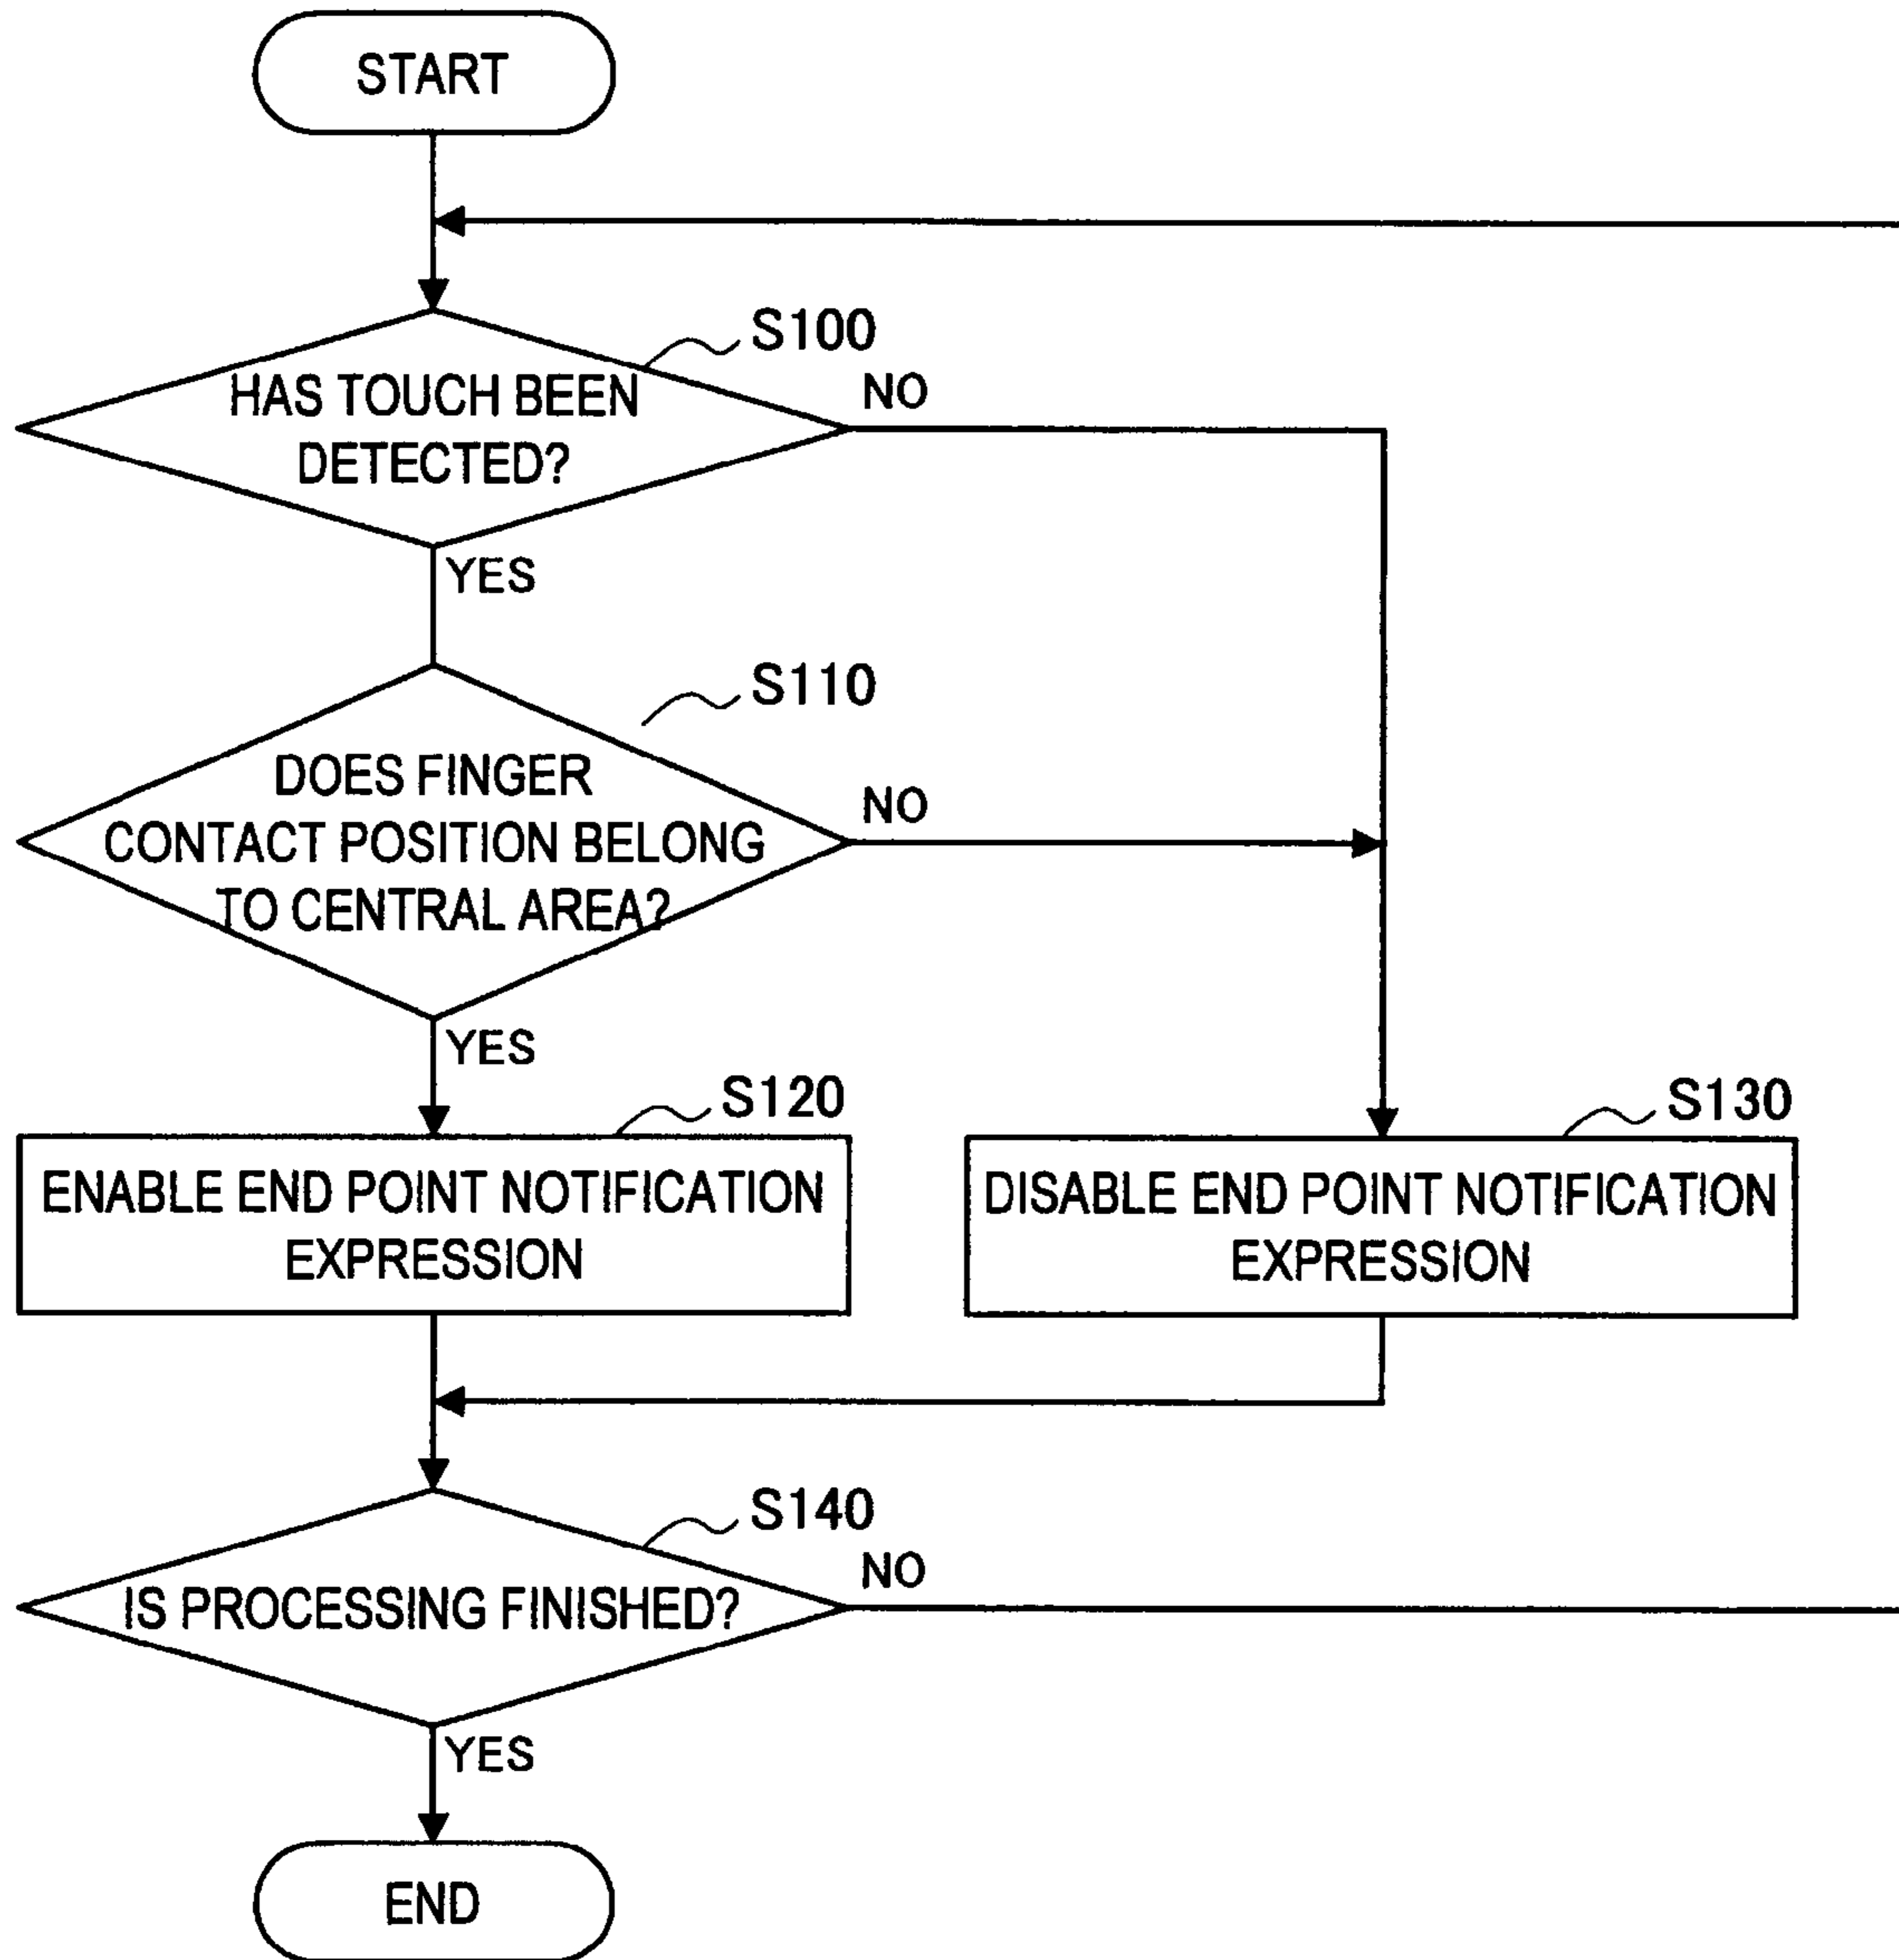 START
S100
HAS TOUCH BEEN
DETECTED?
NO
YES
S110
DOES FINGER
CONTACT POSITION BELONG
TO CENTRAL AREA?
NO
YES
S120
ENABLE END POINT NOTIFICATION
EXPRESSION
S130
DISABLE END POINT NOTIFICATION
EXPRESSION
S140
IS PROCESSING FINISHED?
NO
YES
END